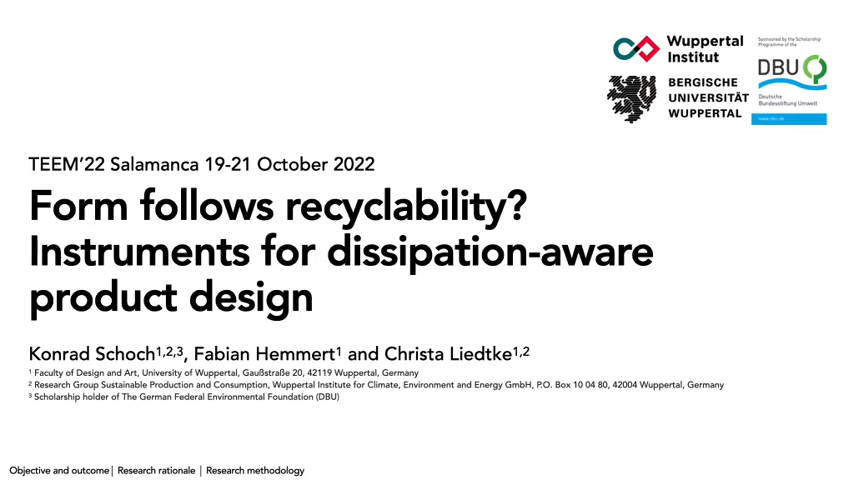 Wuppertal
Institut
BERGISCHE
UNIVERSITÄT
WUPPERTAL
Sponsored by the Scholarship
Programme of the
DBU
Deutsche
Bundesstiftung Umwelt
www.dbu.de
TEEM'22 Salamanca 19-21 October 2022
Form follows recyclability?
Instruments for dissipation-aware
product design
Konrad Schoch1,2,3, Fabian Hemmert1 and Christa Liedtke1,2
1 Faculty of Design and Art, University of Wuppertal, Gaußstraße 20, 42119 Wuppertal, Germany
2 Research Group Sustainable Production and Consumption, Wuppertal Institute for Climate, Environment and Energy GmbH, P.O. Box 10 04 80, 42004 Wuppertal, Germany
3 Scholarship holder of The German Federal Environmental Foundation (DBU)
Objective and outcome | Research rationale | Research methodology